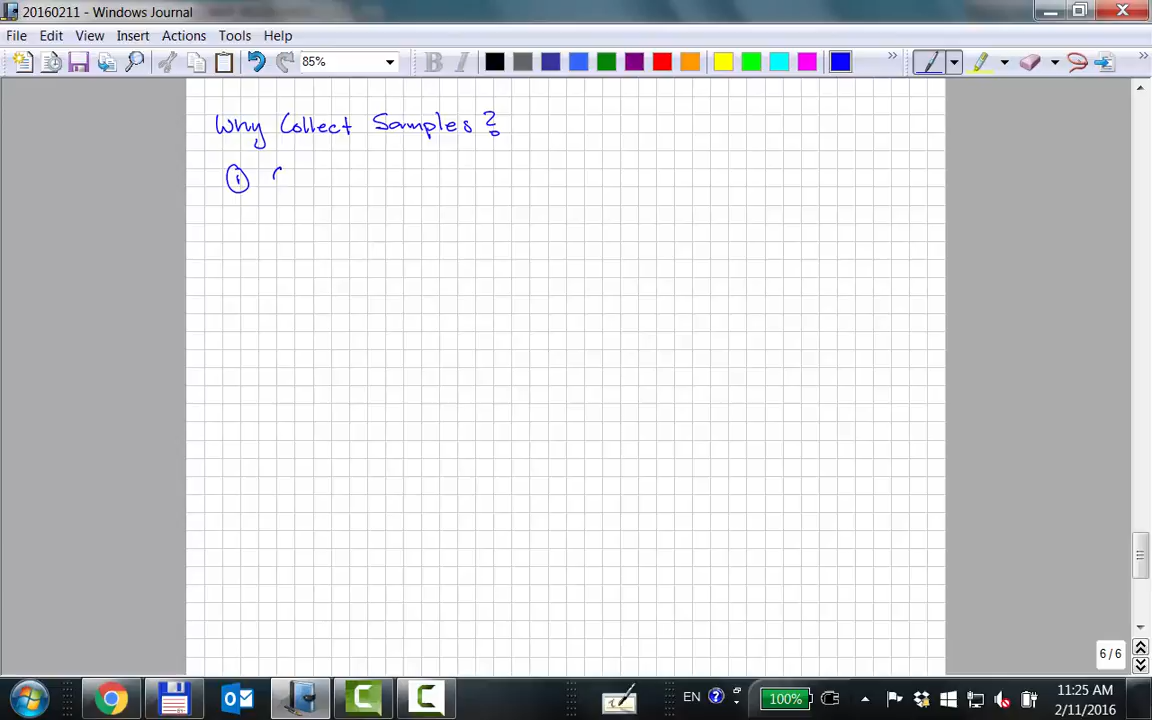 20160211 - Windows Journal
File Edit View Insert Actions Tools Help
85% B I
Why Collect Samples ?
①
6 / 6
EN 100% 11:25 AM
2/11/2016